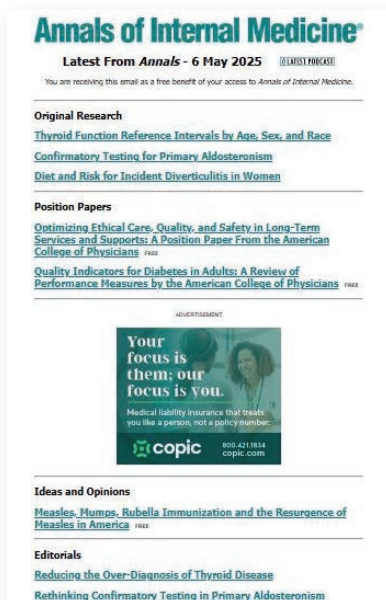 Annals of Internal Medicine®
Latest From Annals - 6 May 2025 LATEST PODCAST
You are receiving this email as a free benefit of your access to Annals of Internal Medicine.
Original Research
Thyroid Function Reference Intervals by Age, Sex, and Race
Confirmatory Testing for Primary Aldosteronism
Diet and Risk for Incident Diverticulitis in Women
Position Papers
Optimizing Ethical Care, Quality, and Safety in Long-Term
Services and Supports: A Position Paper From the American
College of Physicians FREE
Quality Indicators for Diabetes in Adults: A Review of
Performance Measures by the American College of Physicians FREE
ADVERTISEMENT
Your
focus is
them; our
focus is you.
Medical liability insurance that treats
you like a person, not a policy number.
copic 800.421.1834
copic.com
Ideas and Opinions
Measles, Mumps, Rubella Immunization and the Resurgence of
Measles in America FREE
Editorials
Reducing the Over-Diagnosis of Thyroid Disease
Rethinking Confirmatory Testing in Primary Aldosteronism